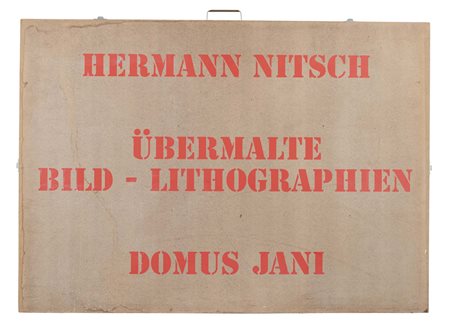 HERMANN NITSCH
ÜBERMALTE
BILD - LITHOGRAPHIEN
DOMUS JANI